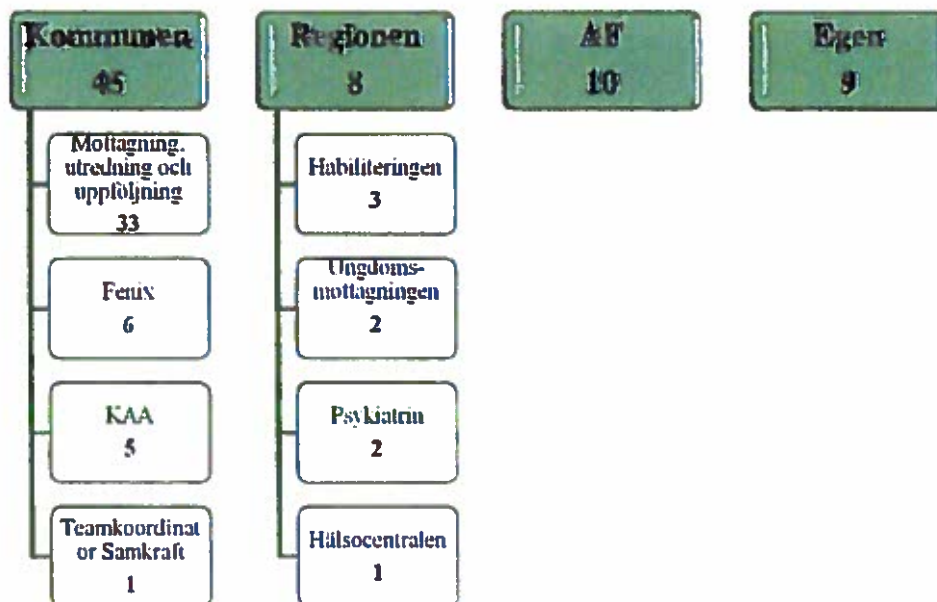 Kommunen
45
Mottagning,
utredning och
uppföljning
33
Fenix
6
KAA
5
Teamkoordinat
or Samkraft
1
Regionen
8
Habiliteringen
3
Ungdoms-
mottagningen
2
Psykiatrin
2
Hälsocentralen
1
AF
10
Egen
9